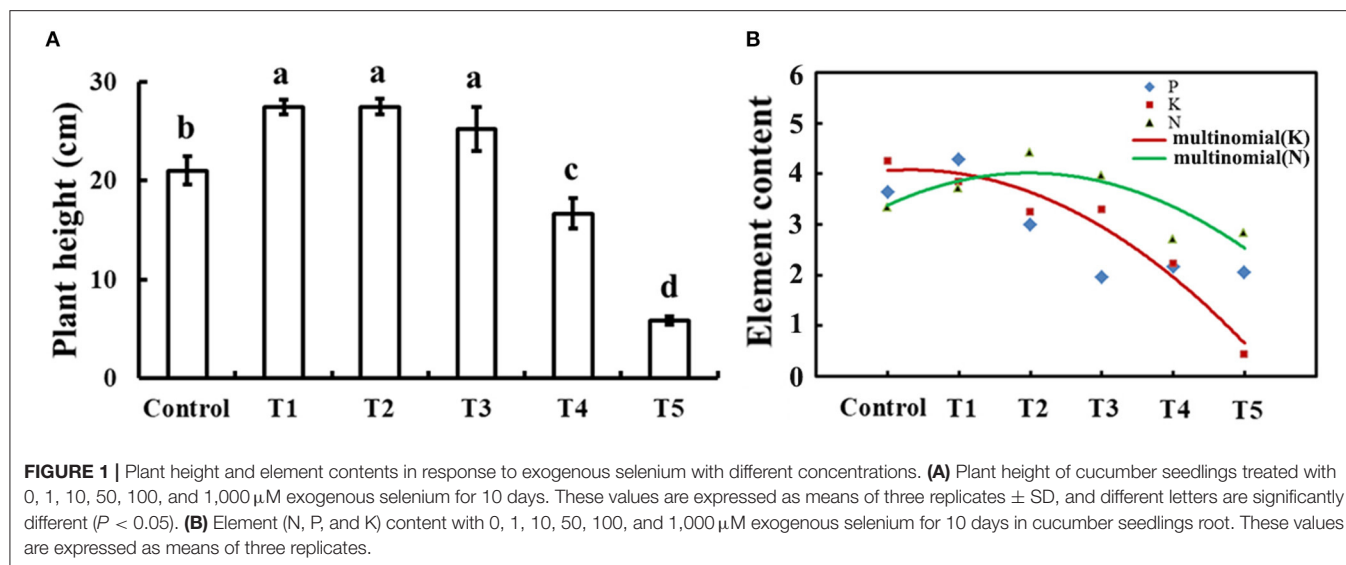 A
B
Plant height (cm)
30
20
10
0
b
a
a
a
c
d
Control T1 T2 T3 T4 T5
Element content
6
5
4
3
2
1
0
P
K
N
multinomial(K)
multinomial(N)
Control T1 T2 T3 T4 T5
FIGURE 1 | Plant height and element contents in response to exogenous selenium with different concentrations. (A) Plant height of cucumber seedlings treated with
0, 1, 10, 50, 100, and 1,000 μM exogenous selenium for 10 days. These values are expressed as means of three replicates ± SD, and different letters are significantly
different (P < 0.05). (B) Element (N, P, and K) content with 0, 1, 10, 50, 100, and 1,000 μM exogenous selenium for 10 days in cucumber seedlings root. These values
are expressed as means of three replicates.